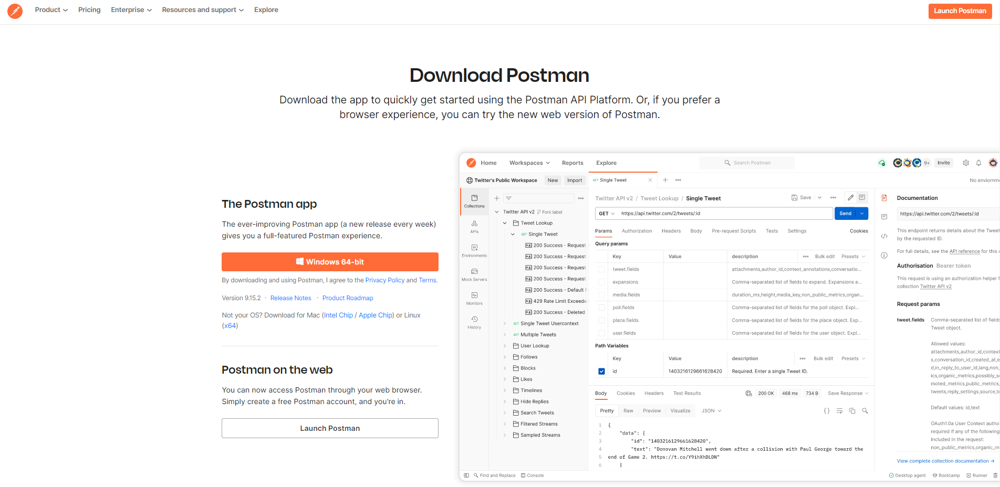 Product Pricing Enterprise Resources and support Explore Launch Postman
Download Postman
Download the app to quickly get started using the Postman API Platform. Or, if you prefer a
browser experience, you can try the new web version of Postman.
The Postman app
The ever-improving Postman app (a new release every week)
gives you a full-featured Postman experience.
Windows 64-bit
By downloading and using Postman, I agree to the Privacy Policy and Terms.
Version 9.15.2 · Release Notes · Product Roadmap
Not your OS? Download for Mac (Intel Chip / Apple Chip) or Linux
(x64)
Postman on the web
You can now access Postman through your web browser.
Simply create a free Postman account, and you're in.
Launch Postman
Home Workspaces Reports Explore Search Postman 9+ Invite
Twitter's Public Workspace New Import GET Single Tweet No enviornme
Collections
APIs
Environments
Mock Servers
Monitors
History
Twitter API v2 Fork label
Tweet Lookup
GET Single Tweet
200 Success - Request
200 Success - Request
200 Success - Request
200 Success - Request
200 Success - Default
429 Rate Limit Exceede
200 Success - Deleted
GET Single Tweet Usercontext
GET Multiple Tweets
User Lookup
Follows
Blocks
Likes
Timelines
Hide Replies
Search Tweets
Filtered Streams
Sampled Streams
Twitter API v2 / Tweet Lookup / Single Tweet Save
GET https://api.twitter.com/2/tweets/:id Send
Params Authorization Headers Body Pre-request Scripts Tests Settings Cookies
Query params
Key Value description Bulk edit Presets
tweet.fields attachments,author_id,context_annotations,conversatio...
expansions Comma-separated list of fields to expand. Expansions e...
media.fields duration_ms,height,media_key,non_public_metrics,organ...
poll.fields Comma-separated list of fields for the poll object. Expl...
place.fields Comma-separated list of fields for the place object. Exp...
user.fields Comma-separated list of fields for the user object. Expl...
Path Variables
Key Value description Bulk edit Presets
id 1403216129661628420 Required. Enter a single Tweet ID.
Body Cookies Headers Test Results 200 OK 468 ms 734 B Save Response
Pretty Raw Preview Visualize JSON
1 {
2 "data": {
3 "id": "1403216129661628420",
4 "text": "Donovan Mitchell went down after a collision with Paul George toward the
5 end of Game 2. https://t.co/Y9ihXhDLDN"
6 }
Documentation
https://api.twitter.com/2/tweets/:id
This endpoint returns details about the Tweet
by the requested ID.
For full details, see the API reference for this
Authorisation Bearer token
This request is using an authorization helper
collection Twitter API v2
Request params
tweet.fields Comma-separated list of fields
Tweet object.
Allowed values:
attachments,author_id,context
s,conversation_id,created_at,e
d,in_reply_to_user_id,lang,non_
ics,organic_metrics,possibly_s
moted_metrics,public_metrics,
tweets,reply_settings,source,te
Default values: id,text
OAuth1.0a User Context autho
required if any of the following
included in the request:
non_public_metrics,organic_m
View complete collection documentation →
Find and Replace Console Desktop agent Bootcamp Runner